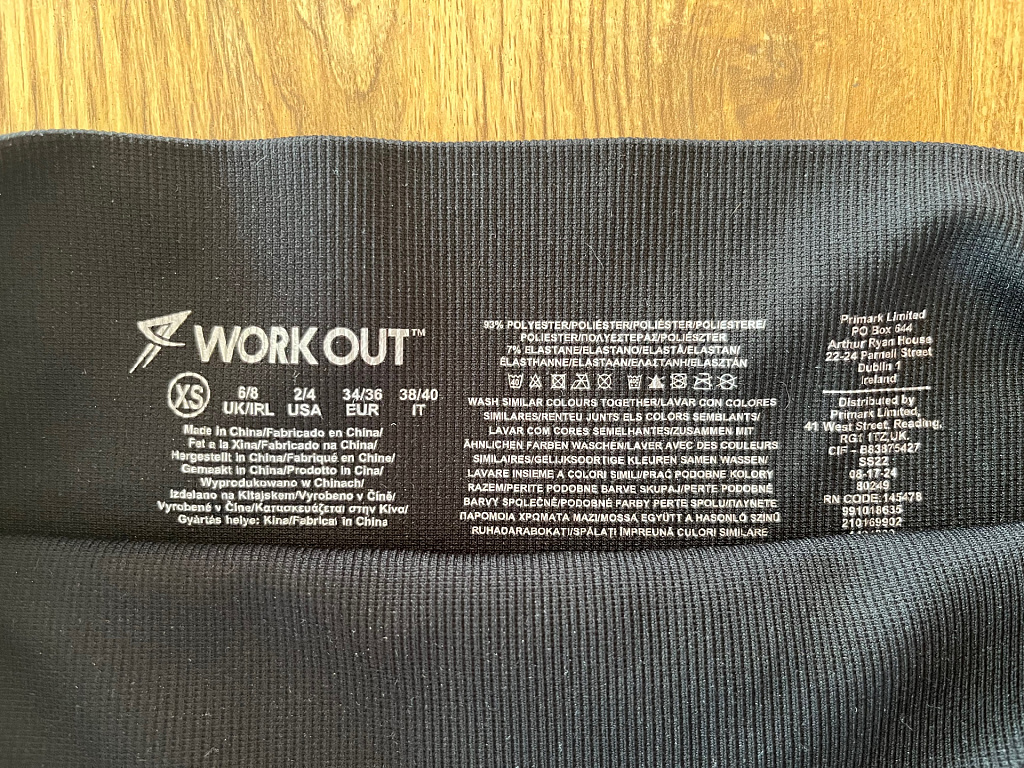 WORK OUT™
XS
6/8 2/4 34/36 38/40
UK/IRL USA EUR IT
Made in China/Fabricado en China/
Fet a la Xina/Fabricado na China/
Hergestellt in China/Fabriqué en Chine/
Gemaakt in China/Prodotto in Cina/
Wyprodukowano w Chinach/
Izdelano na Kitajskem/Vyrobeno v Číně/
Vyrobené v Číne/Κατασκευάζεται στην Κίνα/
Gyártás helye: Kína/Fabricat în China
93% POLYESTER/POLIÉSTER/POLIÈSTER/POLIESTERE/
POLIESTER/ΠΟΛΥΕΣΤΕΡΑΣ/POLIÉSZTER
7% ELASTANE/ELASTANO/ELASTÀ/ELASTAN/
ÉLASTHANNE/ELASTAAN/ΕΛΑΣΤΑΝΗ/ELASZTÁN
WASH SIMILAR COLOURS TOGETHER/LAVAR CON COLORES
SIMILARES/RENTEU JUNTS ELS COLORS SEMBLANTS/
LAVAR COM CORES SEMELHANTES/ZUSAMMEN MIT
ÄHNLICHEN FARBEN WASCHEN/LAVER AVEC DES COULEURS
SIMILAIRES/GELIJKSOORTIGE KLEUREN SAMEN WASSEN/
LAVARE INSIEME A COLORI SIMILI/PRAĆ PODOBNE KOLORY
RAZEM/PERITE PODOBNE BARVE SKUPAJ/PERTE PODOBNÉ
BARVY SPOLEČNĚ/PODOBNÉ FARBY PERTE SPOLU/ΠΛΥΝΕΤΕ
ΠΑΡΟΜΟΙΑ ΧΡΩΜΑΤΑ ΜΑΖΙ/MOSSA EGYÜTT A HASONLÓ SZÍNŰ
RUHADARABOKAT/SPĂLAȚI ÎMPREUNĂ CULORI SIMILARE
Primark Limited
PO Box 644
Arthur Ryan House
22-24 Parnell Street
Dublin 1
Ireland
Distributed by
Primark Limited,
41 West Street, Reading,
RG1 1TZ,UK.
CIF - B83875427
SS22
08-17-24
80249
RN CODE: 145478
991018635
210169902